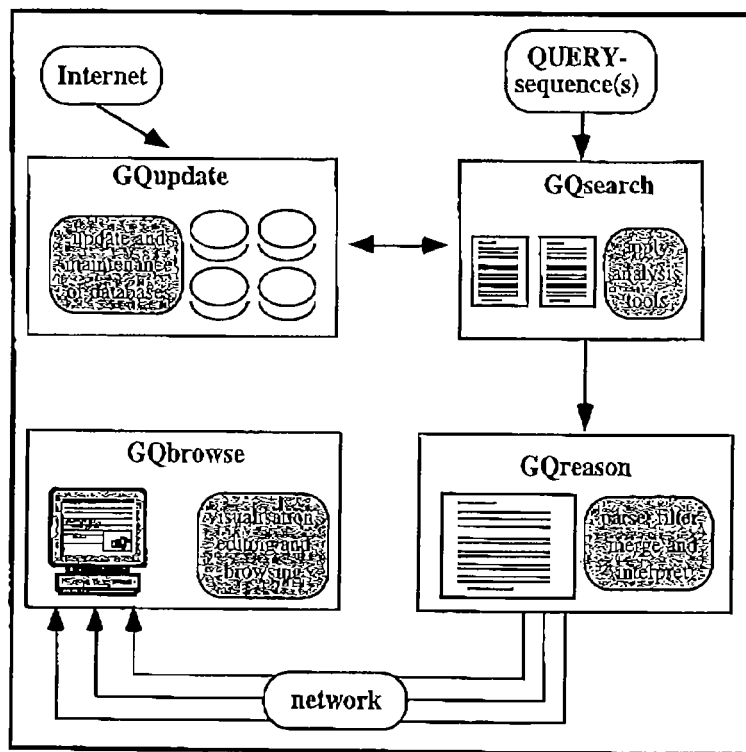 Internet
QUERY-
sequence(s)
GQupdate
update and
maintenance
of databases
GQsearch
apply
analysis
tools
GQbrowse
visualisation,
editing and
browsing
GQreason
parse, filter,
merge and
interpret
network